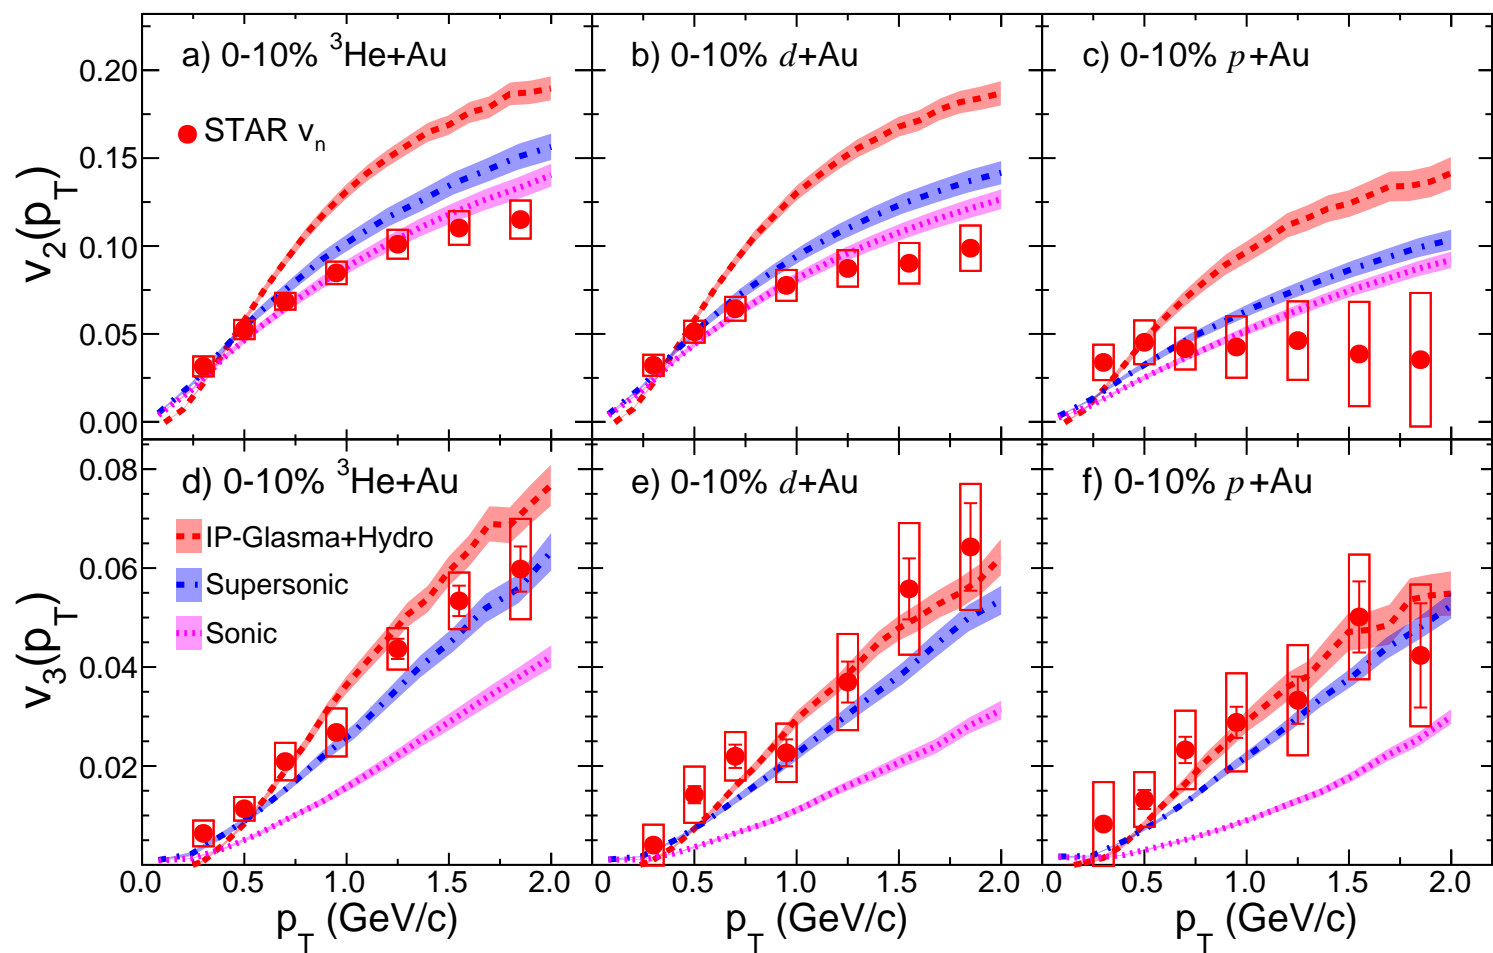 a) 0-10% ³He+Au
b) 0-10% d+Au
c) 0-10% p+Au
STAR vₙ
v₂(p_T)
0.20
0.15
0.10
0.05
0.00
d) 0-10% ³He+Au
e) 0-10% d+Au
f) 0-10% p+Au
IP-Glasma+Hydro
Supersonic
Sonic
v₃(p_T)
0.08
0.06
0.04
0.02
0.0 0.5 1.0 1.5 2.0
0 0.5 1.0 1.5 2.0
.0 0.5 1.0 1.5 2.0
p_T (GeV/c)
p_T (GeV/c)
p_T (GeV/c)